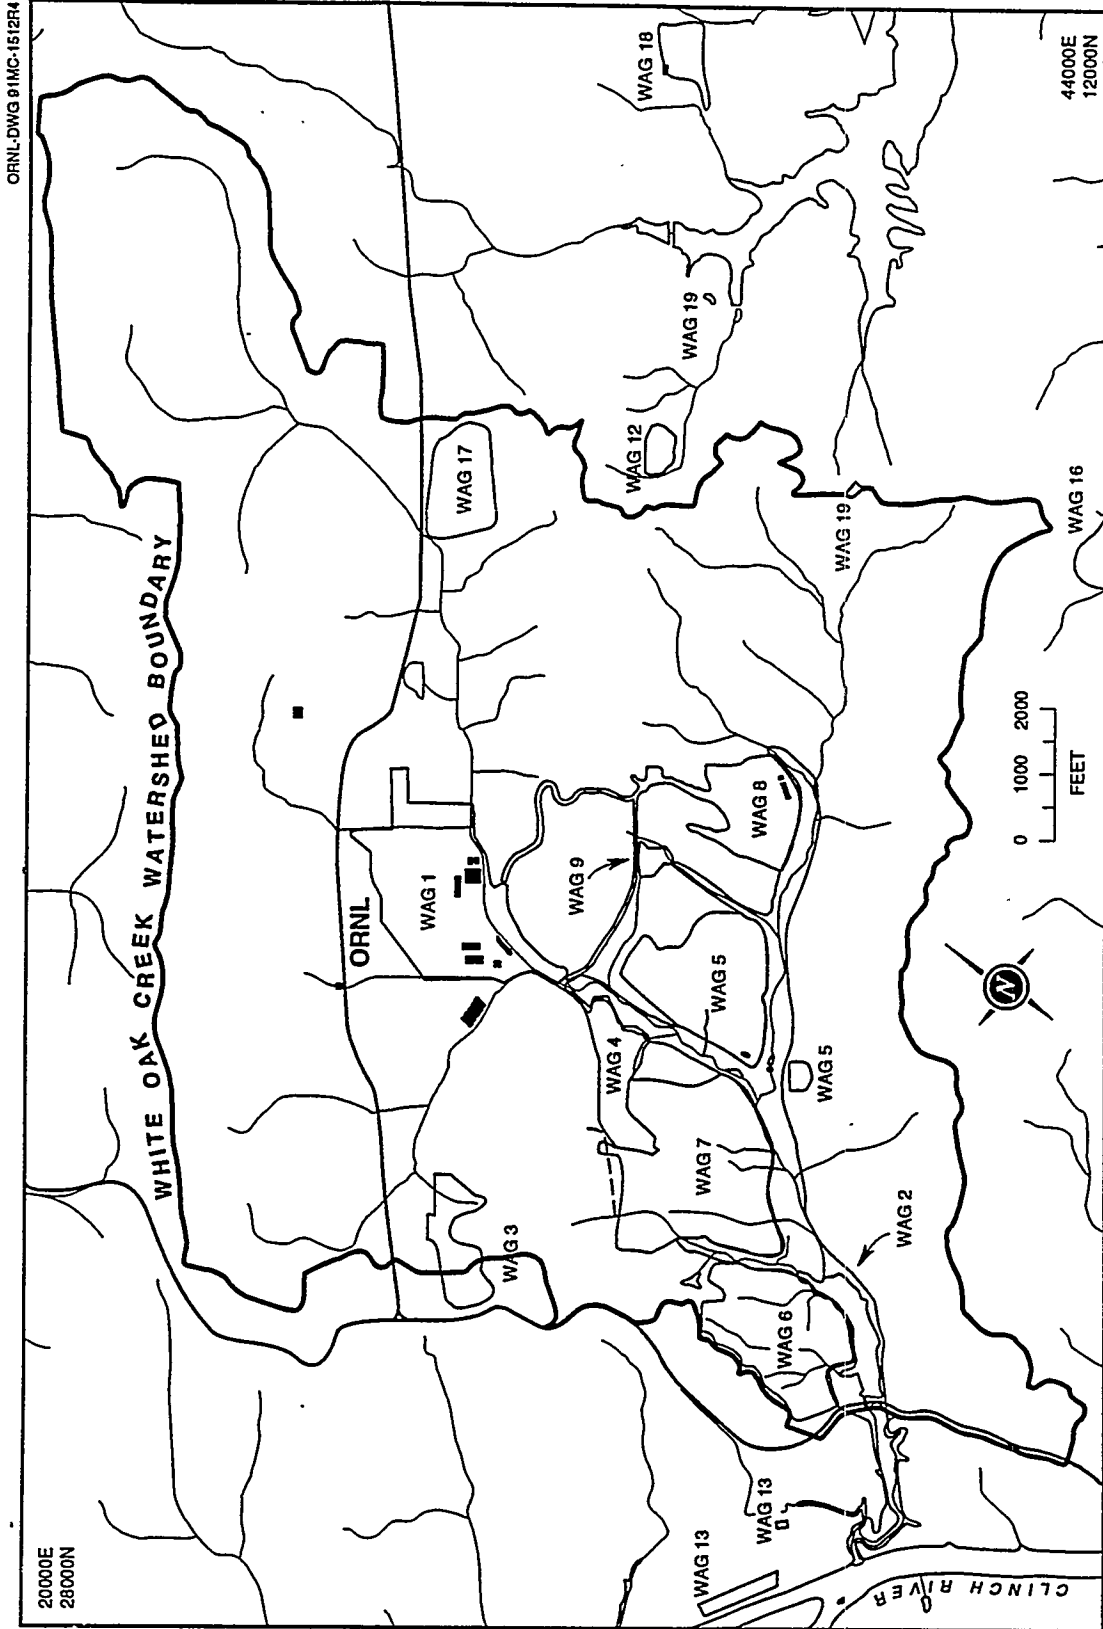 ORNL-DWG 91MC-1512R4
20000E
28000N
WHITE OAK CREEK WATERSHED BOUNDARY
ORNL
WAG 1
WAG 17
WAG 3
WAG 18
WAG 4
WAG 9
WAG 12
WAG 19
WAG 7
WAG 5
WAG 8
WAG 6
WAG 5
WAG 19
WAG 2
WAG 13
WAG 13
CLINCH RIVER
N
0 1000 2000
FEET
WAG 16
44000E
12000N